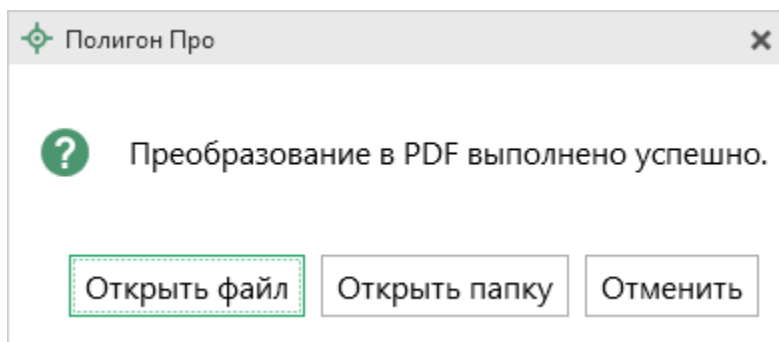 Полигон Про
Преобразование в PDF выполнено успешно.
Открыть файл Открыть папку Отменить